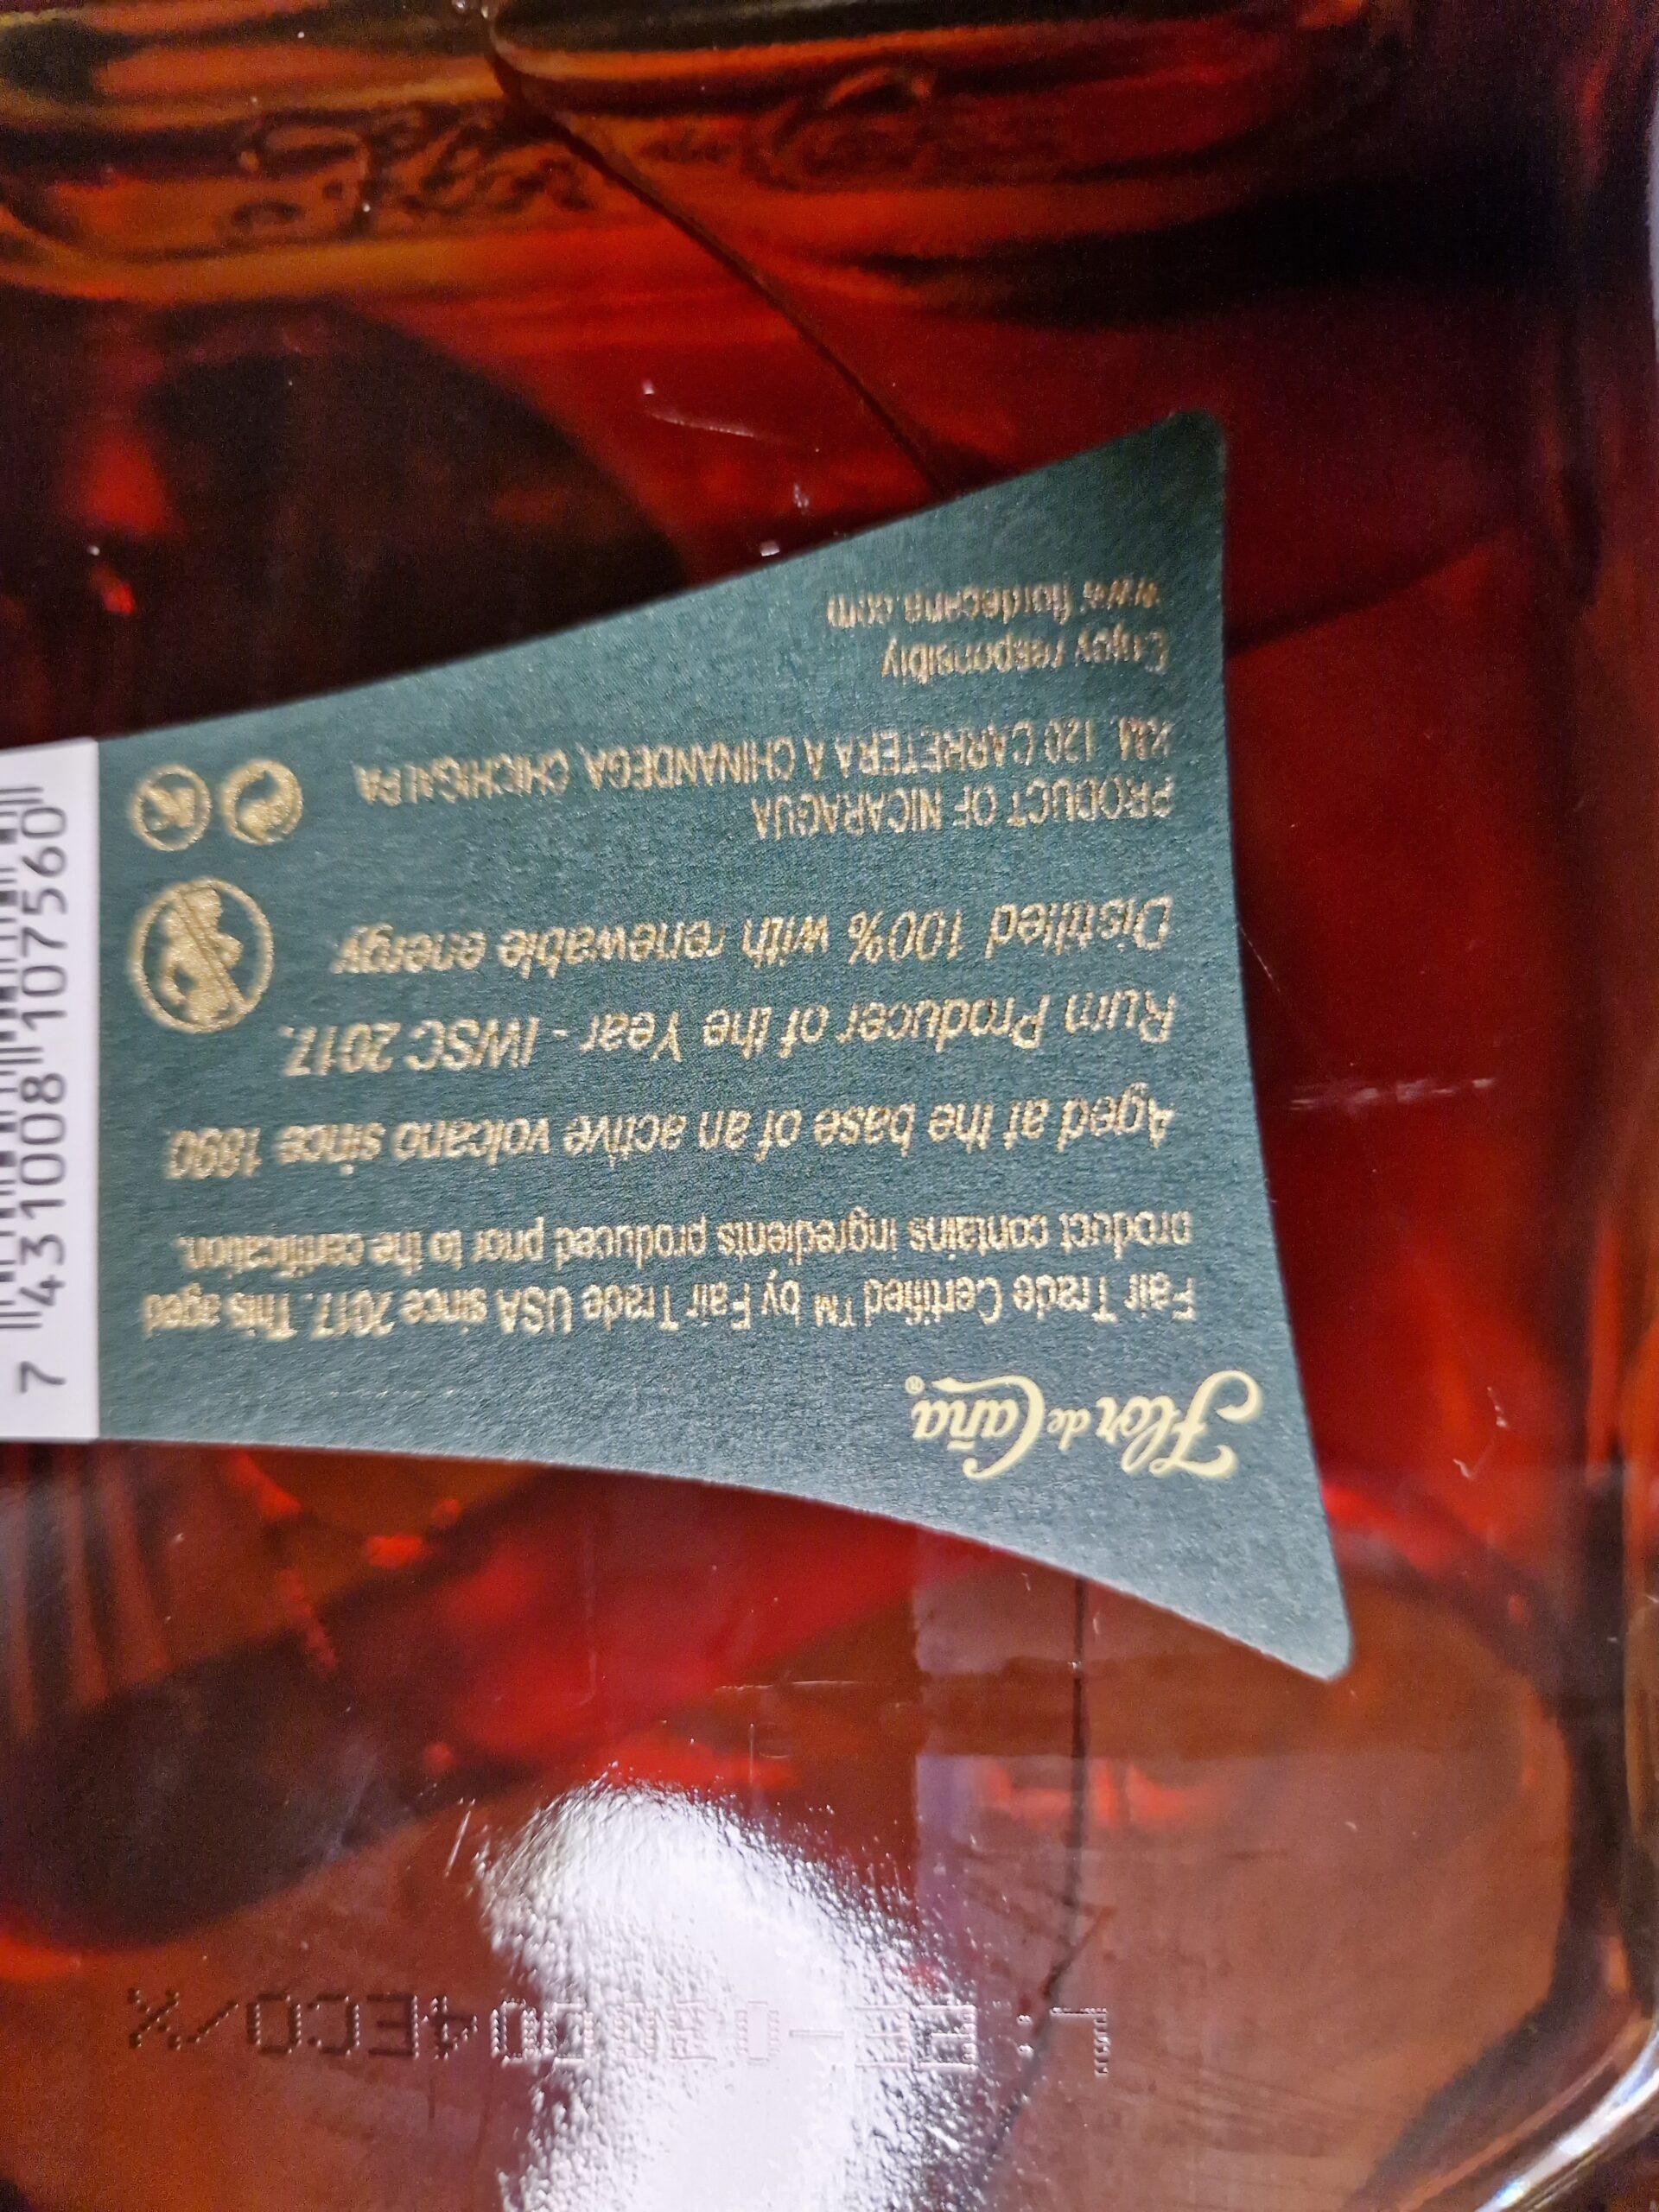 Flor de Caña®
Fair Trade Certified™ by Fair Trade USA since 2017. This aged
product contains ingredients produced prior to the certification.
Aged at the base of an active volcano since 1890
Rum Producer of the Year - IWSC 2017.
Distilled 100% with renewable energy
PRODUCT OF NICARAGUA
KM. 120 CARRETERA A CHINANDEGA, CHICHIGALPA,
Enjoy responsibly
www.flordecana.com
7 431008 107560
Flor de Caña